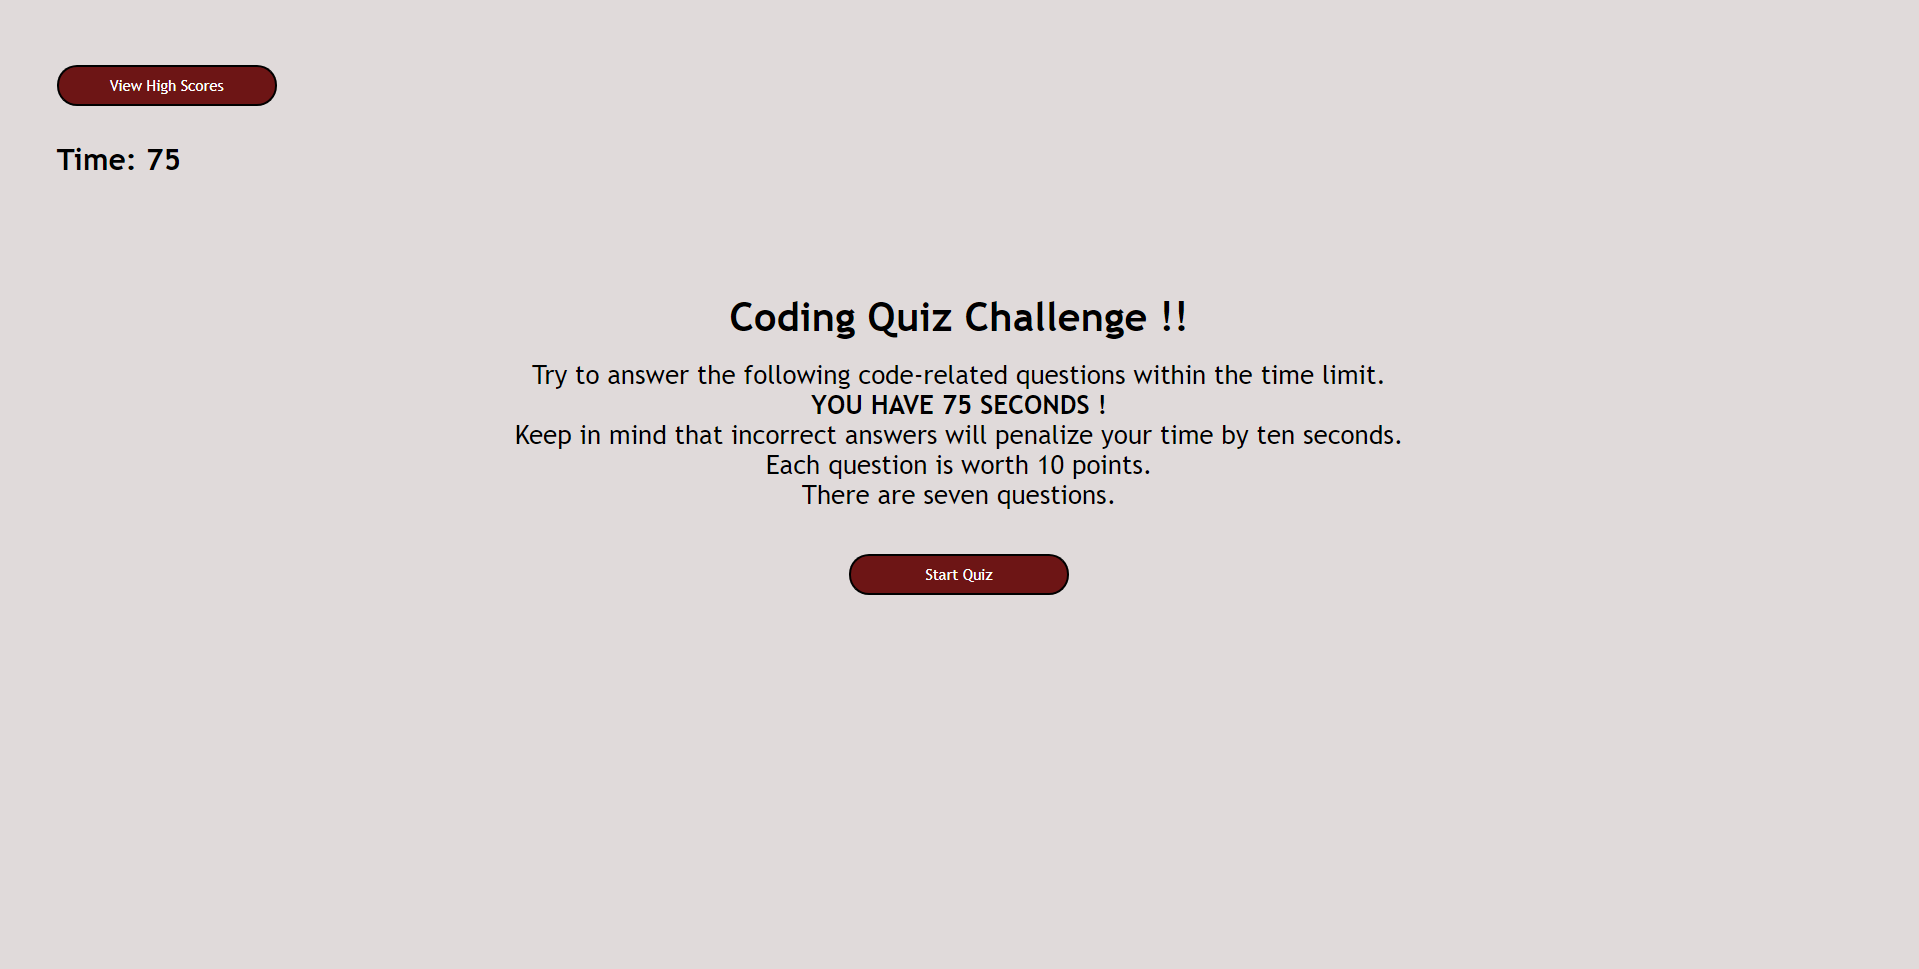 View High Scores
Time: 75
Coding Quiz Challenge !!
Try to answer the following code-related questions within the time limit.
YOU HAVE 75 SECONDS !
Keep in mind that incorrect answers will penalize your time by ten seconds.
Each question is worth 10 points.
There are seven questions.
Start Quiz